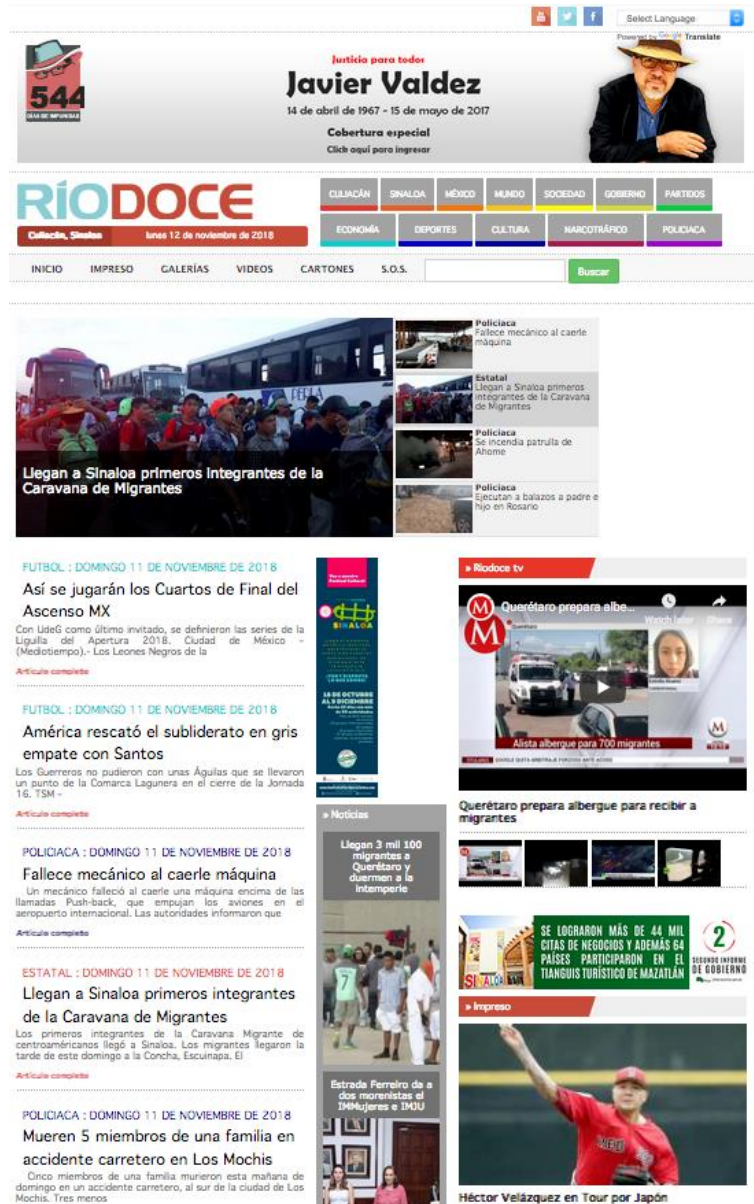 Select Language
Powered by Google Translate
544
DÍAS DE IMPUNIDAD
Justicia para todos
Javier Valdez
14 de abril de 1967 - 15 de mayo de 2017
Cobertura especial
Click aquí para ingresar
RÍODOCE
Culiacán, Sinaloa
lunes 12 de noviembre de 2018
CULIACÁN SINALOA MÉXICO MUNDO SOCIEDAD GOBIERNO PARTIDOS
ECONOMÍA DEPORTES CULTURA NARCOTRÁFICO POLICIACA
INICIO IMPRESO GALERÍAS VIDEOS CARTONES S.O.S.
Buscar
Llegan a Sinaloa primeros integrantes de la
Caravana de Migrantes
Policiaca
Fallece mecánico al caerle
máquina
Estatal
Llegan a Sinaloa primeros
integrantes de la Caravana
de Migrantes
Policiaca
Se incendia patrulla de
Ahome
Policiaca
Ejecutan a balazos a padre e
hijo en Rosario
FUTBOL : DOMINGO 11 DE NOVIEMBRE DE 2018
Así se jugarán los Cuartos de Final del
Ascenso MX
Con UdeG como último invitado, se definieron las series de la
Liguilla del Apertura 2018. Ciudad de México –
(Mediotiempo).- Los Leones Negros de la
Artículo completo
FUTBOL : DOMINGO 11 DE NOVIEMBRE DE 2018
América rescató el subliderato en gris
empate con Santos
Los Guerreros no pudieron con unas Águilas que se llevaron
un punto de la Comarca Lagunera en el cierre de la Jornada
16. TSM –
Artículo completo
POLICIACA : DOMINGO 11 DE NOVIEMBRE DE 2018
Fallece mecánico al caerle máquina
Un mecánico falleció al caerle una máquina encima de las
llamadas Push-back, que empujan los aviones en el
aeropuerto internacional. Las autoridades informaron que
Artículo completo
ESTATAL : DOMINGO 11 DE NOVIEMBRE DE 2018
Llegan a Sinaloa primeros integrantes
de la Caravana de Migrantes
Los primeros integrantes de la Caravana Migrante de
centroaméricanos llegó a Sinaloa. Los migrantes llegaron la
tarde de este domingo a la Concha, Escuinapa. El
Artículo completo
POLICIACA : DOMINGO 11 DE NOVIEMBRE DE 2018
Mueren 5 miembros de una familia en
accidente carretero en Los Mochis
Cinco miembros de una familia murieron esta mañana de
domingo en un accidente carretero, al sur de la ciudad de Los
Mochis. Tres menos
SINALOA
18 DE OCTUBRE
AL 9 DICIEMBRE
» Noticias
Llegan 3 mil 100
migrantes a
Querétaro y
duermen a la
intemperie
Estrada Ferreiro da a
dos morenistas el
IMMujeres e IMJU
» Ríodoce tv
Querétaro prepara albe...
Watch later
Share
Querétaro
Alista albergue para 700 migrantes
Querétaro prepara albergue para recibir a
migrantes
SINALOA
SE LOGRARON MÁS DE 44 MIL
CITAS DE NEGOCIOS Y ADEMÁS 64
PAÍSES PARTICIPARON EN EL
TIANGUIS TURÍSTICO DE MAZATLÁN
2
SEGUNDO INFORME
DE GOBIERNO
» Impreso
Héctor Velázquez en Tour por Japón